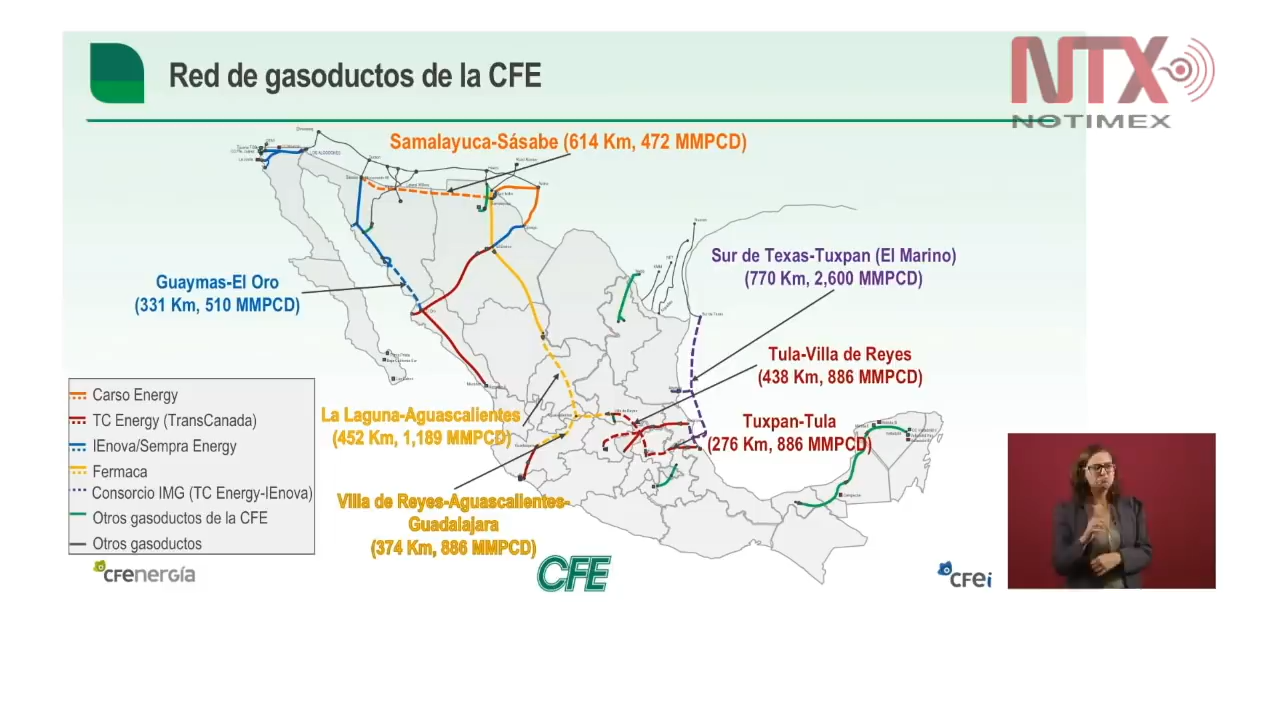 Red de gasoductos de la CFE
NTX
NOTIMEX
Samalayuca-Sásabe (614 Km, 472 MMPCD)
Sur de Texas-Tuxpan (El Marino)
(770 Km, 2,600 MMPCD)
Guaymas-El Oro
(331 Km, 510 MMPCD)
Tula-Villa de Reyes
(438 Km, 886 MMPCD)
La Laguna-Aguascalientes
(452 Km, 1,189 MMPCD)
Tuxpan-Tula
(276 Km, 886 MMPCD)
Villa de Reyes-Aguascalientes-
Guadalajara
(374 Km, 886 MMPCD)
Carso Energy
TC Energy (TransCanada)
IEnova/Sempra Energy
Fermaca
Consorcio IMG (TC Energy-IEnova)
Otros gasoductos de la CFE
Otros gasoductos
cfenergía
CFE
cfei